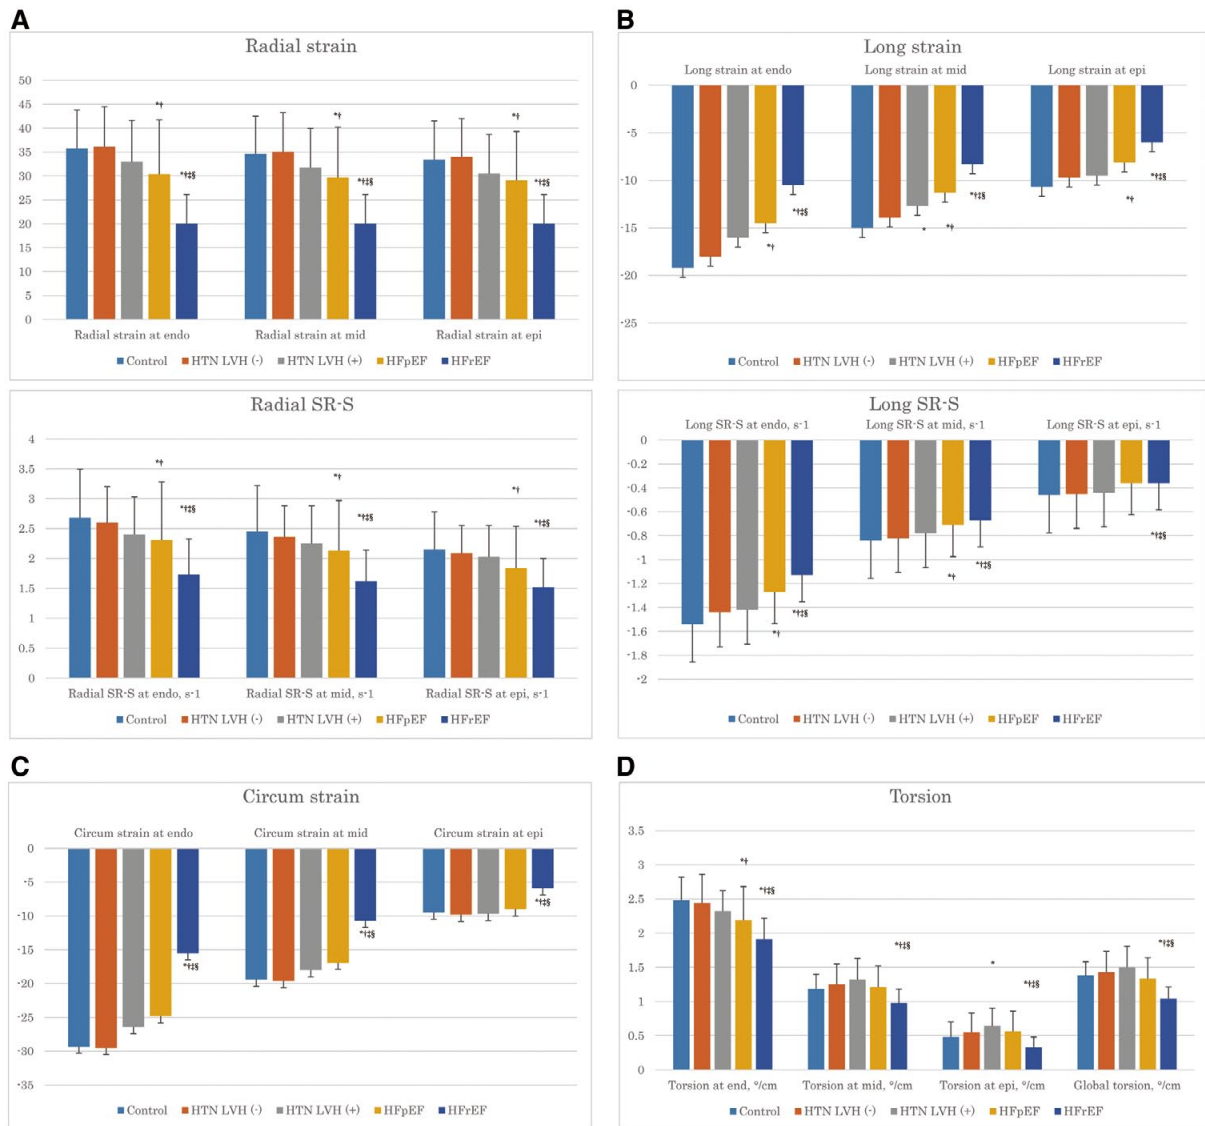 A
Radial strain
50
45
*†
*†
*†
40
35
30
*†‡§
*†‡§
*†‡§
25
20
15
10
5
0
Radial strain at endo
Radial strain at mid
Radial strain at epi
Control HTN LVH (-) HTN LVH (+) HFpEF HFrEF
Radial SR-S
4
3.5
*†
*†
*†
3
*†‡§
*†‡§
*†‡§
2.5
2
1.5
1
0.5
0
Radial SR-S at endo, s-1
Radial SR-S at mid, s-1
Radial SR-S at epi, s-1
Control HTN LVH (-) HTN LVH (+) HFpEF HFrEF
B
Long strain
Long strain at endo
Long strain at mid
Long strain at epi
0
-5
*†‡§
-10
*†‡§
*†
*†‡§
-15
*
*†
*†
-20
-25
Control HTN LVH (-) HTN LVH (+) HFpEF HFrEF
Long SR-S
Long SR-S at endo, s-1
Long SR-S at mid, s-1
Long SR-S at epi, s-1
0
-0.2
-0.4
-0.6
-0.8
*†‡§
-1
*†‡§
*†
-1.2
-1.4
*†‡§
-1.6
*†
-1.8
-2
Control HTN LVH (-) HTN LVH (+) HFpEF HFrEF
C
Circum strain
Circum strain at endo
Circum strain at mid
Circum strain at epi
0
-5
*†‡§
-10
*†‡§
-15
*†‡§
-20
-25
-30
-35
Control HTN LVH (-) HTN LVH (+) HFpEF HFrEF
D
Torsion
3.5
3
*†
*†‡§
2.5
2
*†‡§
*†‡§
1.5
*
*†‡§
1
0.5
0
Torsion at end, º/cm
Torsion at mid, º/cm
Torsion at epi, º/cm
Global torsion, º/cm
Control HTN LVH (-) HTN LVH (+) HFpEF HFrEF